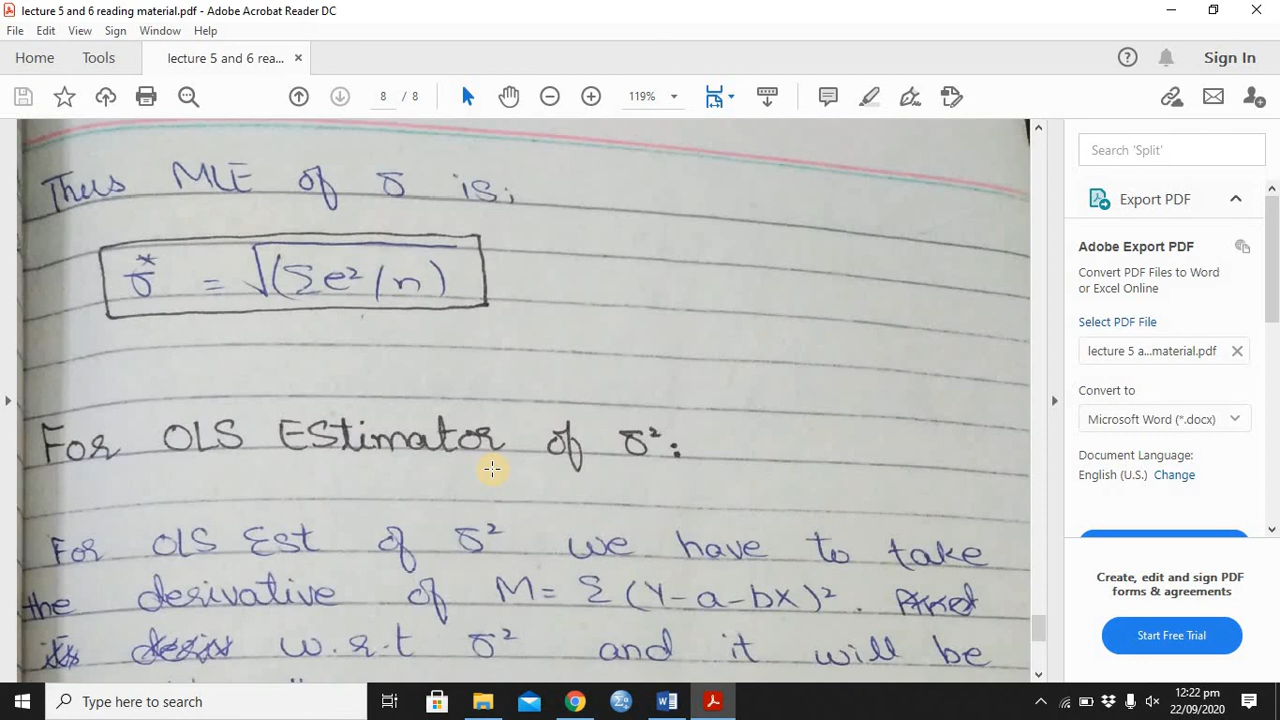 lecture 5 and 6 reading material.pdf - Adobe Acrobat Reader DC
File Edit View Sign Window Help
Home Tools lecture 5 and 6 rea... × Sign In
8 / 8 119%
Thus MLE of σ is;
σ* = √(Σe²/n)
For OLS EStimator of σ²:
For OLS Est of σ² we have to take
the derivative of M= Σ(Y-a-bx)².
w.r.t σ² and it will be
Search 'Split'
Export PDF
Adobe Export PDF
Convert PDF Files to Word
or Excel Online
Select PDF File
lecture 5 a...material.pdf ×
Convert to
Microsoft Word (*.docx)
Document Language:
English (U.S.) Change
Create, edit and sign PDF
forms & agreements
Start Free Trial
Type here to search
12:22 pm
22/09/2020